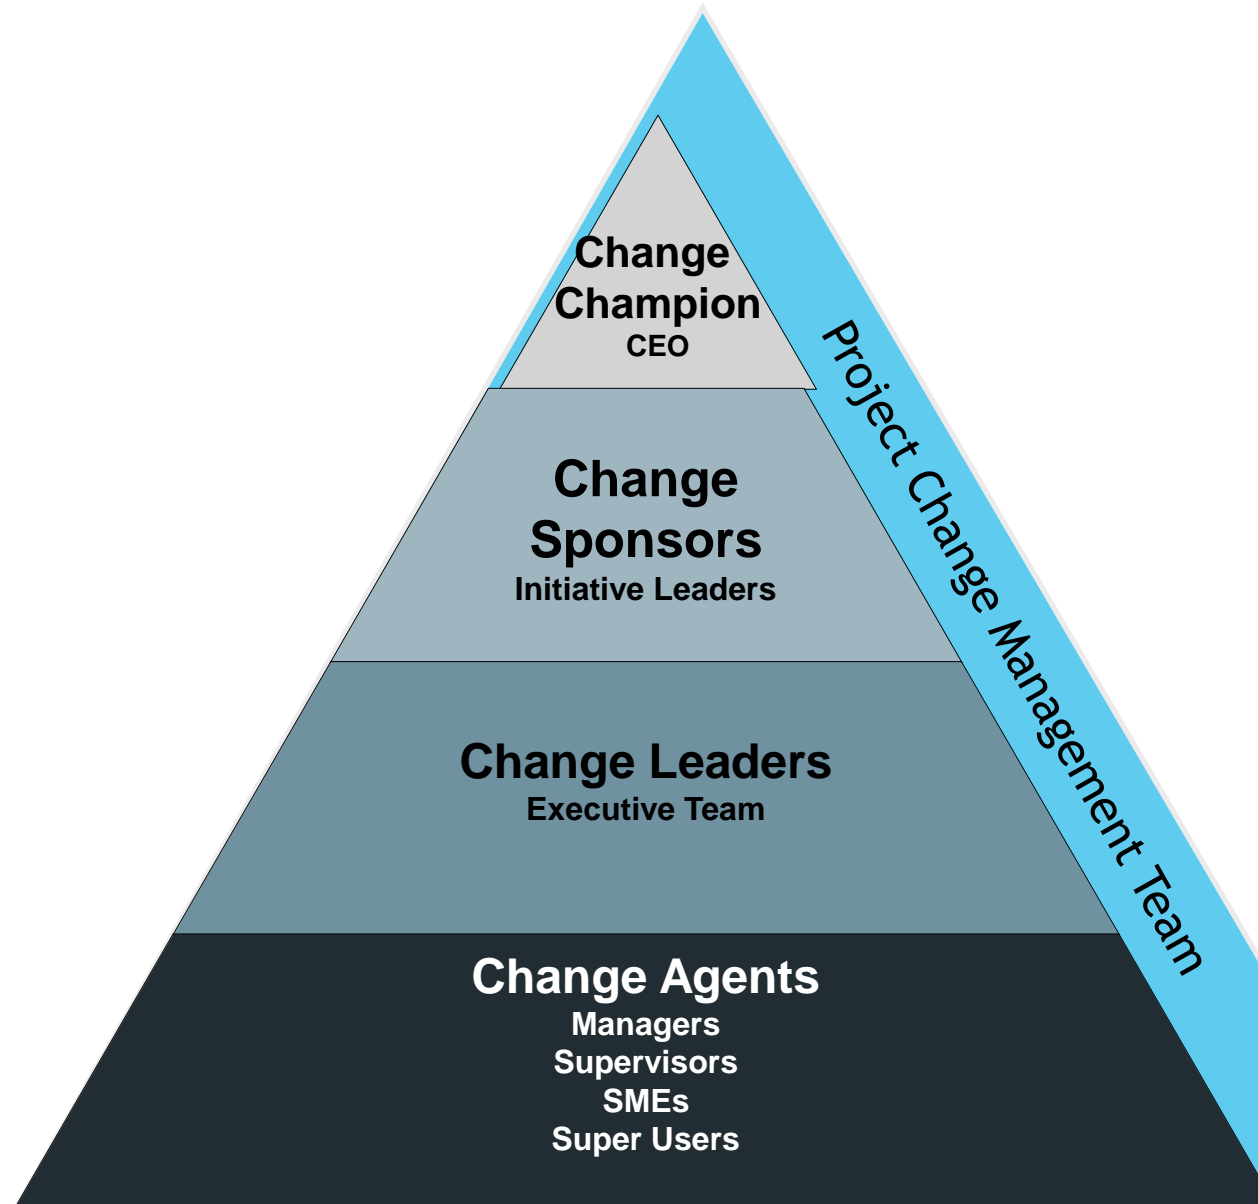 Change
Champion
CEO
Project Change Management Team
Change
Sponsors
Initiative Leaders
Change Leaders
Executive Team
Change Agents
Managers
Supervisors
SMEs
Super Users